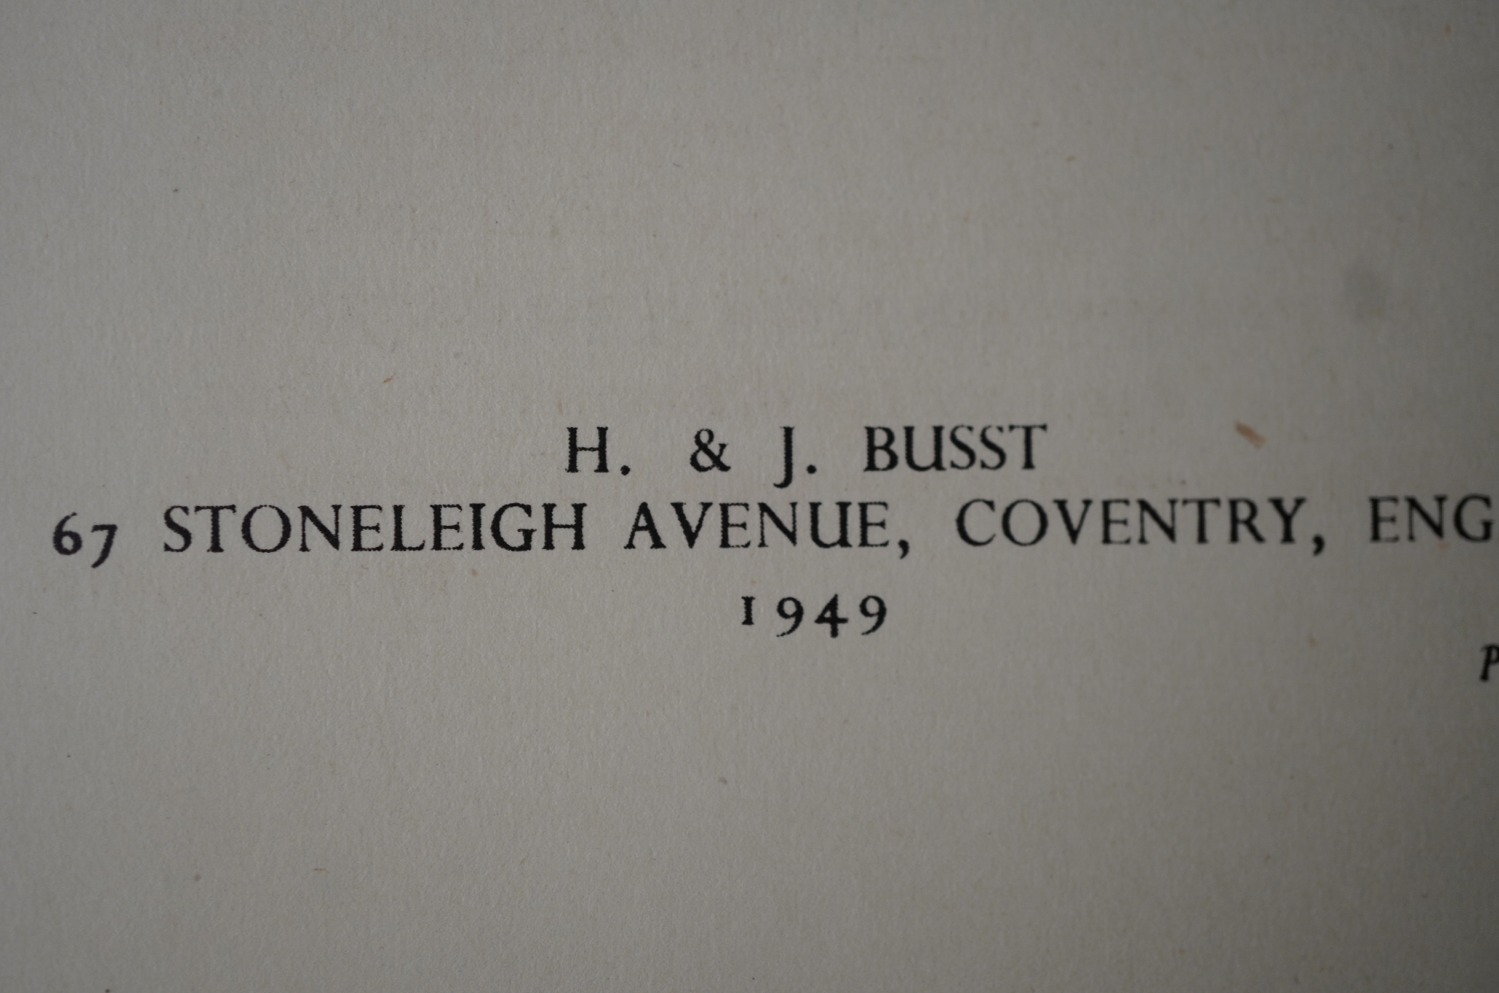 H. & J. BUSST
67 STONELEIGH AVENUE, COVENTRY, ENG
1949
P